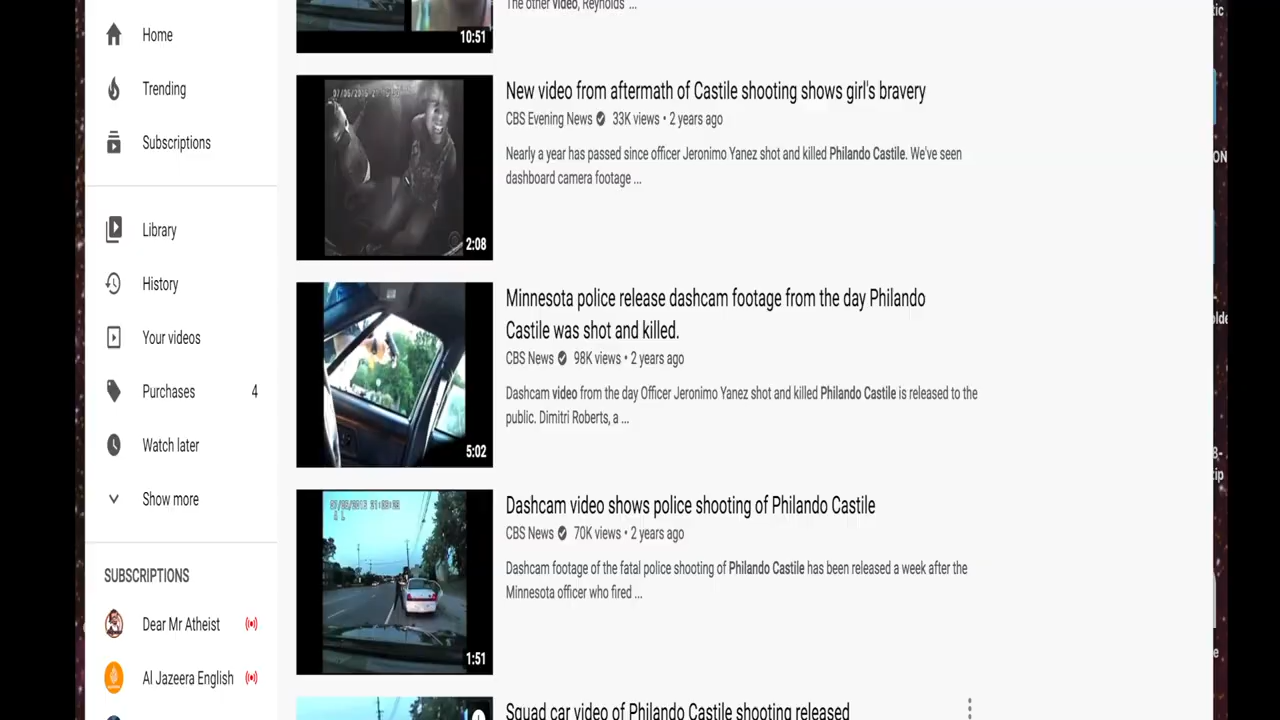 The other video, Reynolds ...
10:51
Home
Trending
Subscriptions
Library
History
Your videos
Purchases 4
Watch later
Show more
SUBSCRIPTIONS
Dear Mr Atheist
Al Jazeera English
New video from aftermath of Castile shooting shows girl's bravery
CBS Evening News 33K views • 2 years ago
Nearly a year has passed since officer Jeronimo Yanez shot and killed Philando Castile. We've seen
dashboard camera footage ...
2:08
Minnesota police release dashcam footage from the day Philando
Castile was shot and killed.
CBS News 98K views • 2 years ago
Dashcam video from the day Officer Jeronimo Yanez shot and killed Philando Castile is released to the
public. Dimitri Roberts, a ...
5:02
Dashcam video shows police shooting of Philando Castile
CBS News 70K views • 2 years ago
Dashcam footage of the fatal police shooting of Philando Castile has been released a week after the
Minnesota officer who fired ...
1:51
Squad car video of Philando Castile shooting released